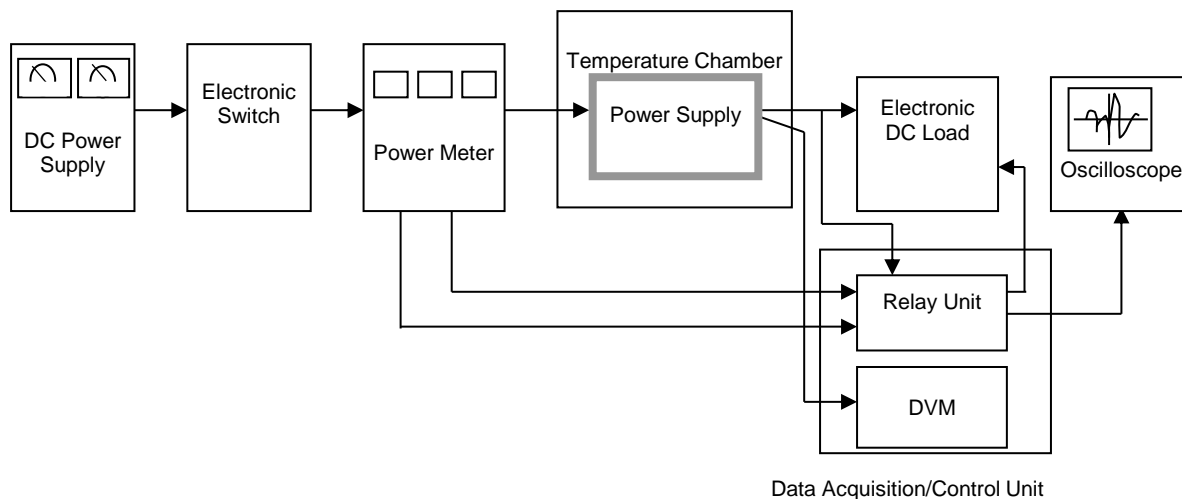 DC Power
Supply
Electronic
Switch
Power Meter
Temperature Chamber
Power Supply
Electronic
DC Load
Oscilloscope
Relay Unit
DVM
Data Acquisition/Control Unit